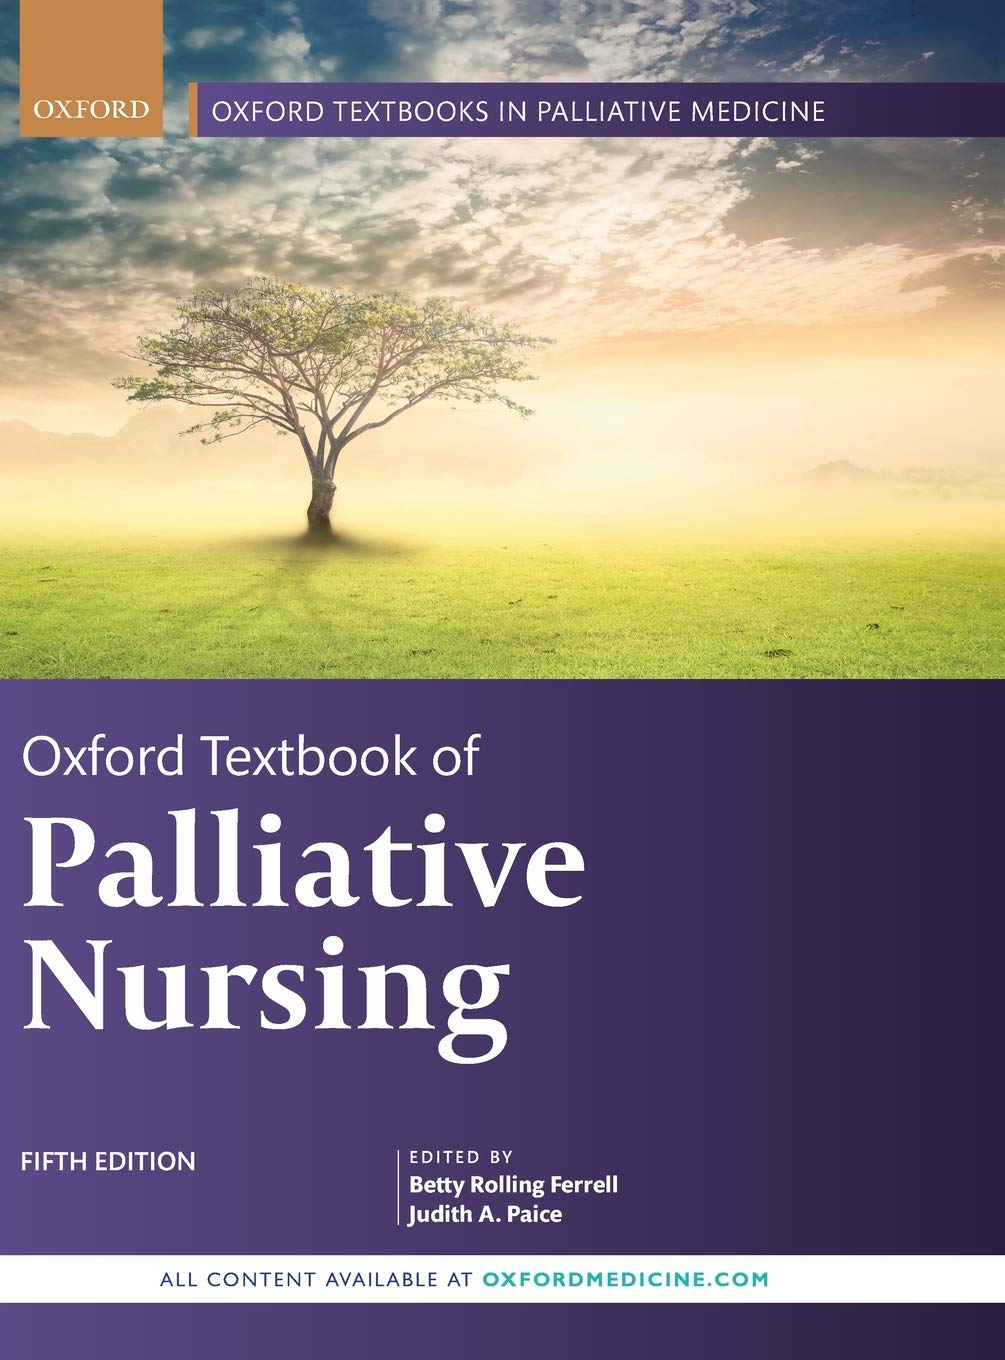 OXFORD
OXFORD TEXTBOOKS IN PALLIATIVE MEDICINE
Oxford Textbook of
Palliative
Nursing
FIFTH EDITION
EDITED BY
Betty Rolling Ferrell
Judith A. Paice
ALL CONTENT AVAILABLE AT OXFORDMEDICINE.COM